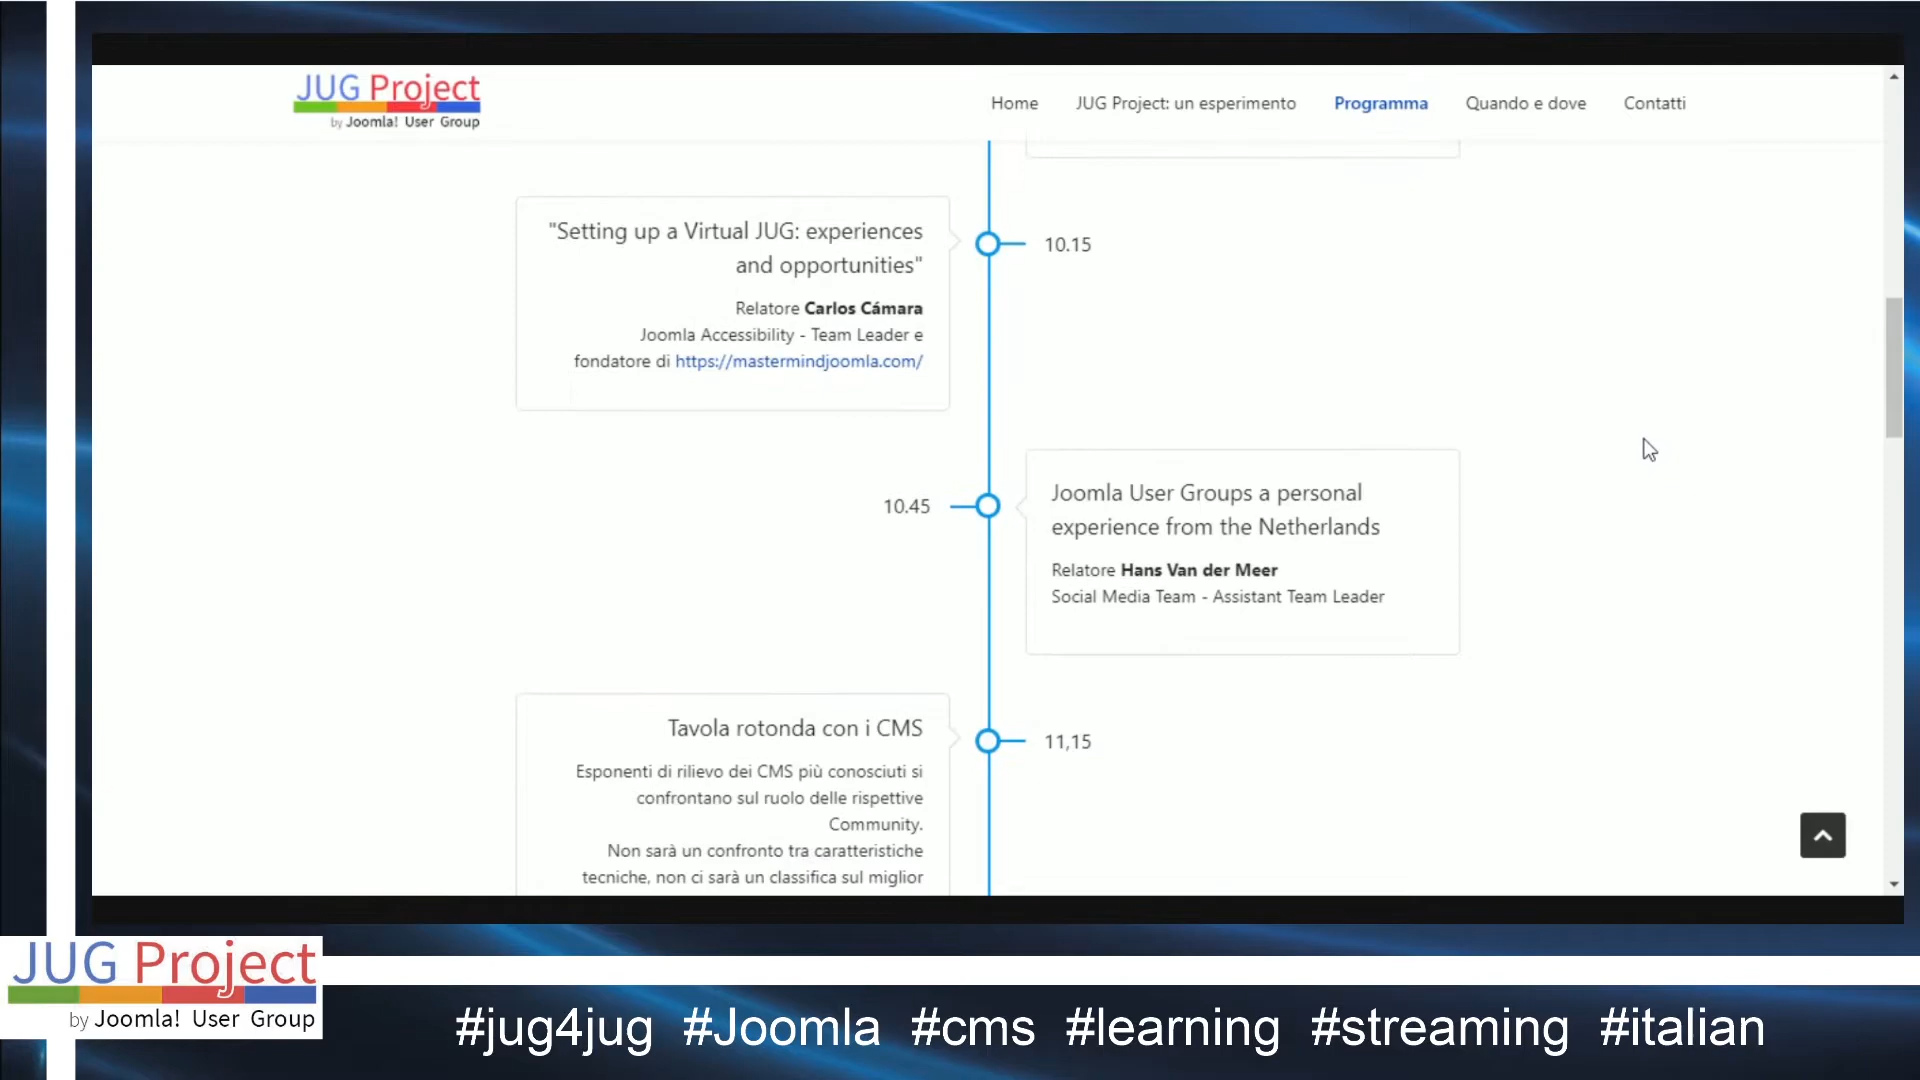 JUG Project
by Joomla! User Group
Home
JUG Project: un esperimento
Programma
Quando e dove
Contatti
"Setting up a Virtual JUG: experiences
and opportunities"
Relatore Carlos Cámara
Joomla Accessibility - Team Leader e
fondatore di https://mastermindjoomla.com/
10.15
10.45
Joomla User Groups a personal
experience from the Netherlands
Relatore Hans Van der Meer
Social Media Team - Assistant Team Leader
Tavola rotonda con i CMS
Esponenti di rilievo dei CMS più conosciuti si
confrontano sul ruolo delle rispettive
Community.
Non sarà un confronto tra caratteristiche
tecniche, non ci sarà un classifica sul miglior
11,15
JUG Project
by Joomla! User Group
#jug4jug #Joomla #cms #learning #streaming #italian